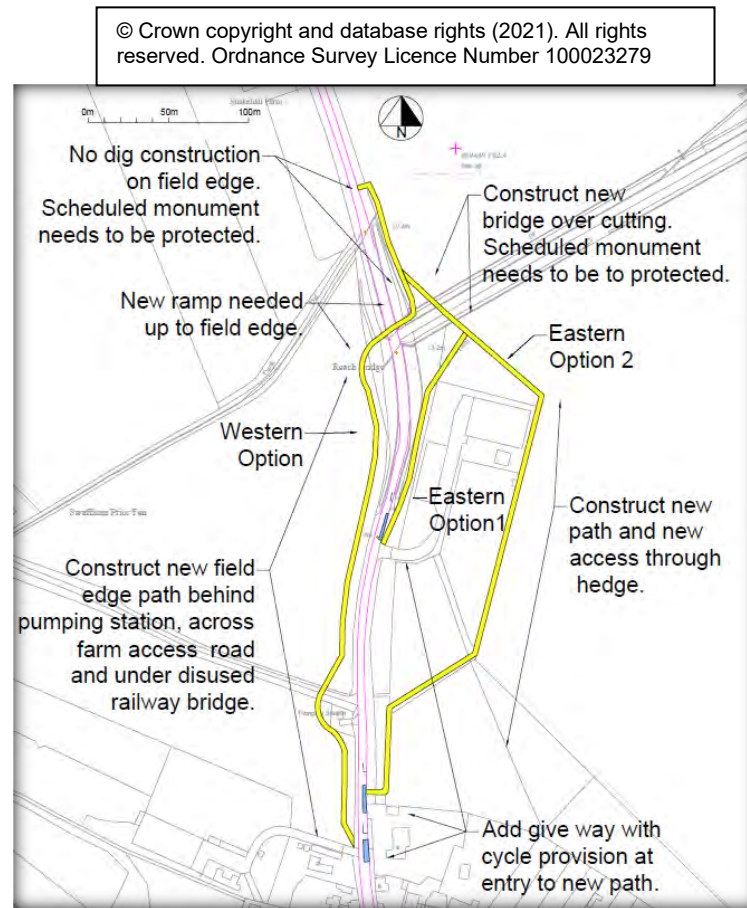 © Crown copyright and database rights (2021). All rights
reserved. Ordnance Survey Licence Number 100023279
0m 50m 100m
N
No dig construction
on field edge.
Scheduled monument
needs to be protected.
Construct new
bridge over cutting.
Scheduled monument
needs to be to protected.
New ramp needed
up to field edge.
Eastern
Option 2
Western
Option
Eastern
Option1
Construct new
path and new
access through
hedge.
Construct new field
edge path behind
pumping station, across
farm access road
and under disused
railway bridge.
Add give way with
cycle provision at
entry to new path.